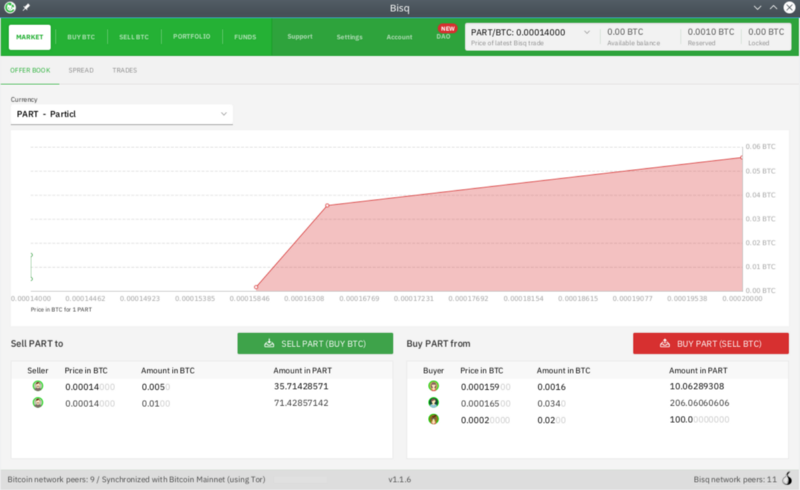 Bisq
MARKET BUY BTC SELL BTC PORTFOLIO FUNDS Support Settings Account DAO NEW
PART/BTC: 0.00014000 0.00 BTC 0.0010 BTC 0.00 BTC
Price of latest Bisq trade Available balance Reserved Locked
OFFER BOOK SPREAD TRADES
Currency
PART - Particl
0.06 BTC
0.05 BTC
0.04 BTC
0.03 BTC
0.02 BTC
0.01 BTC
0.00 BTC
0.00014000 0.00014462 0.00014923 0.00015385 0.00015846 0.00016308 0.00016769 0.00017231 0.00017692 0.00018154 0.00018615 0.00019077 0.00019538 0.00020000
Price in BTC for 1 PART
Sell PART to SELL PART (BUY BTC) Buy PART from BUY PART (SELL BTC)
Seller Price in BTC Amount in BTC Amount in PART Buyer Price in BTC Amount in BTC Amount in PART
0.00014000 0.0050 35.71428571 0.00015900 0.0016 10.06289308
0.00014000 0.0100 71.42857142 0.00016500 0.0340 206.06060606
0.00020000 0.0200 100.00000000
Bitcoin network peers: 9 / Synchronized with Bitcoin Mainnet (using Tor) v1.1.6 Bisq network peers: 11